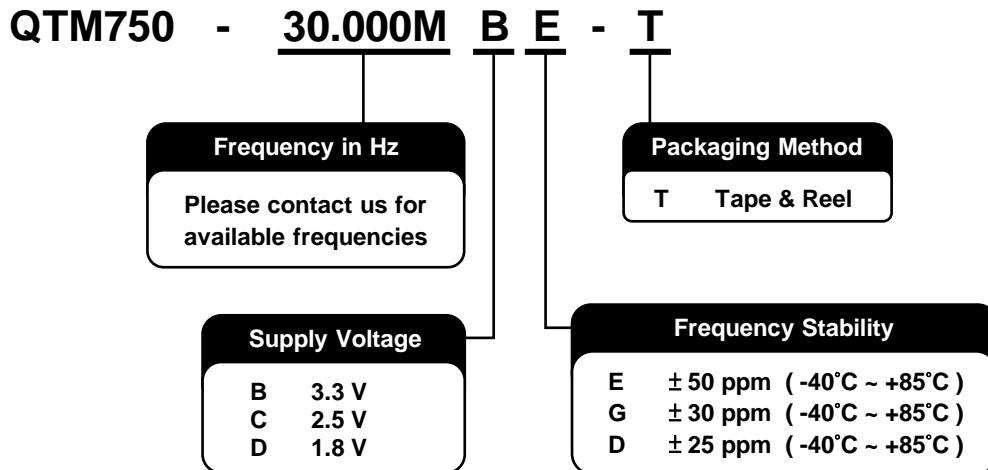 QTM750 - 30.000M B E - T
Frequency in Hz
Please contact us for
available frequencies
Packaging Method
T Tape & Reel
Supply Voltage
B 3.3 V
C 2.5 V
D 1.8 V
Frequency Stability
E ± 50 ppm ( -40°C ~ +85°C )
G ± 30 ppm ( -40°C ~ +85°C )
D ± 25 ppm ( -40°C ~ +85°C )